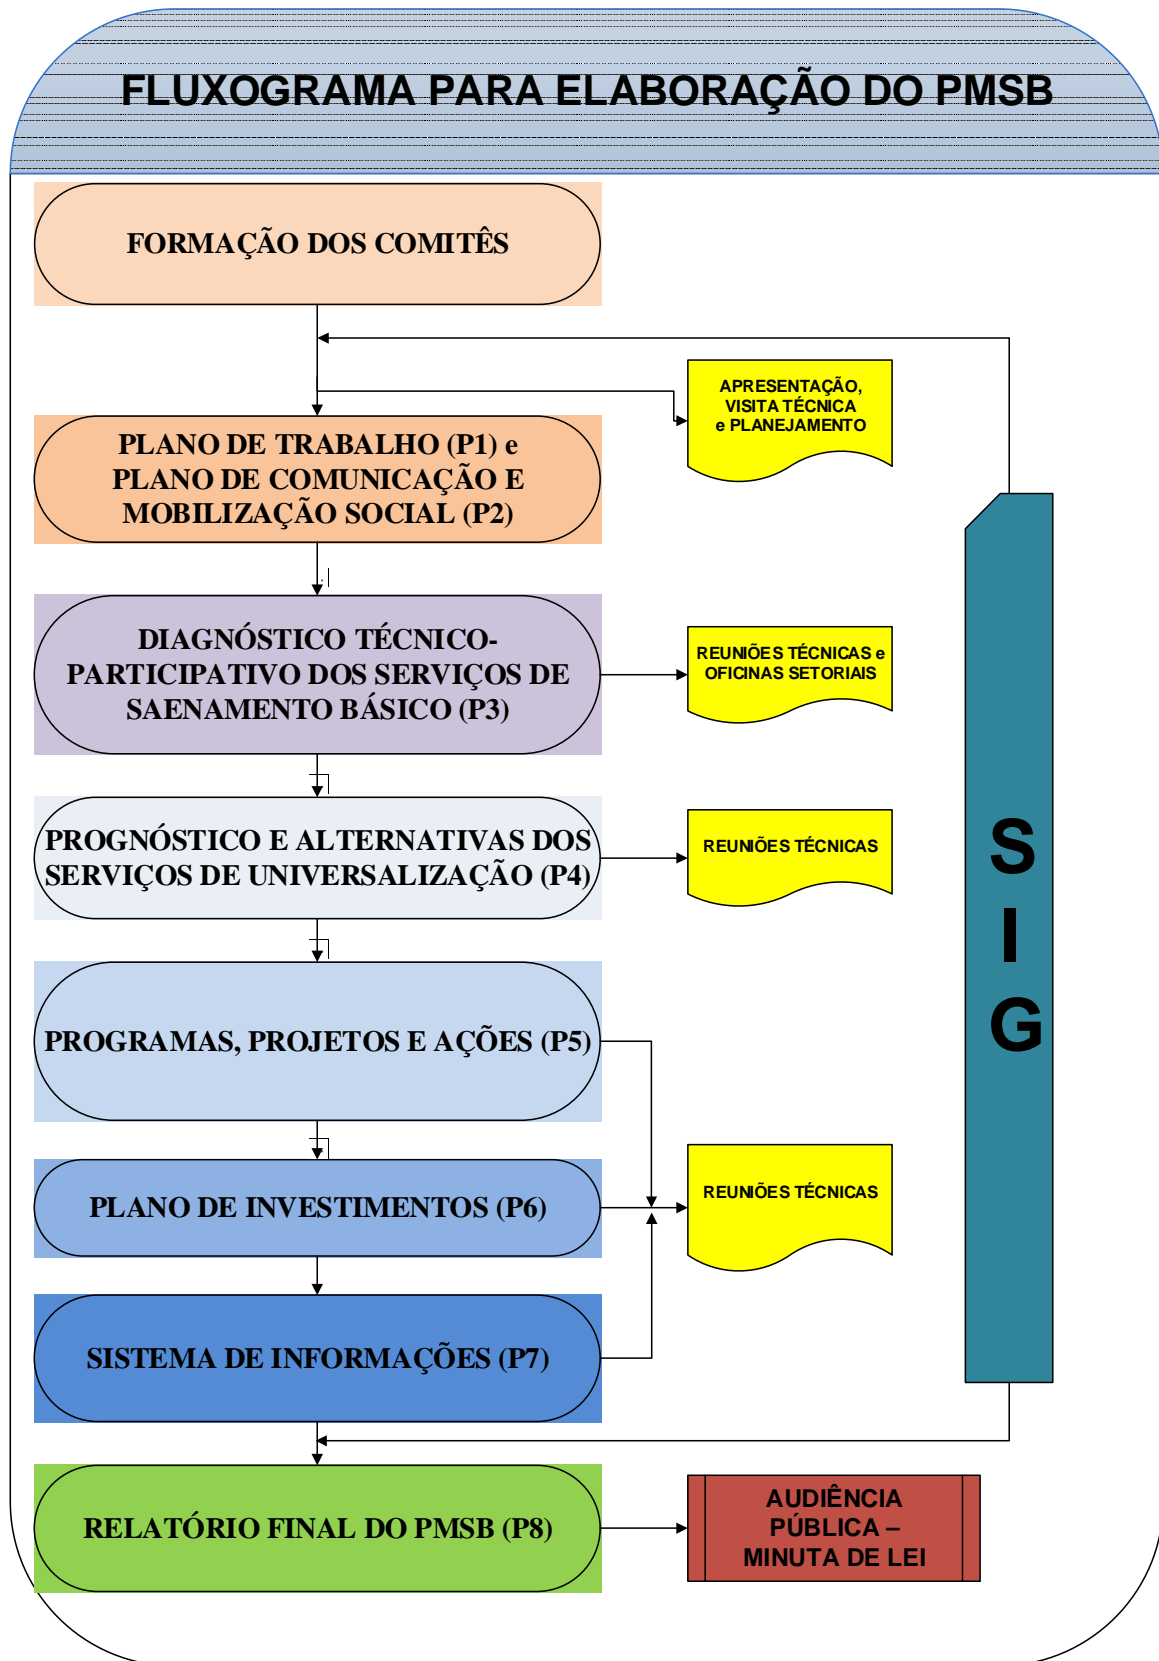 FLUXOGRAMA PARA ELABORAÇÃO DO PMSB
FORMAÇÃO DOS COMITÊS
APRESENTAÇÃO,
VISITA TÉCNICA
e PLANEJAMENTO
PLANO DE TRABALHO (P1) e
PLANO DE COMUNICAÇÃO E
MOBILIZAÇÃO SOCIAL (P2)
DIAGNÓSTICO TÉCNICO-
PARTICIPATIVO DOS SERVIÇOS DE
SAENAMENTO BÁSICO (P3)
REUNIÕES TÉCNICAS e
OFICINAS SETORIAIS
PROGNÓSTICO E ALTERNATIVAS DOS
SERVIÇOS DE UNIVERSALIZAÇÃO (P4)
REUNIÕES TÉCNICAS
S
I
G
PROGRAMAS, PROJETOS E AÇÕES (P5)
PLANO DE INVESTIMENTOS (P6)
REUNIÕES TÉCNICAS
SISTEMA DE INFORMAÇÕES (P7)
RELATÓRIO FINAL DO PMSB (P8)
AUDIÊNCIA
PÚBLICA –
MINUTA DE LEI